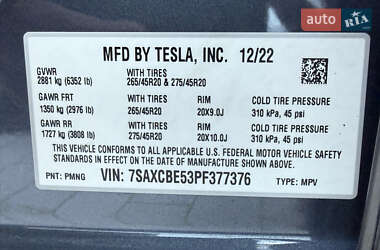 auto RIA.com
MFD BY TESLA, INC. 12/22
GVWR WITH TIRES
2881 kg (6352 lb) 265/45R20 & 275/45R20
GAWR FRT WITH TIRES RIM COLD TIRE PRESSURE
1350 kg (2976 lb) 265/45R20 20X9.0J 310 kPa, 45 psi
GAWR RR WITH TIRES RIM COLD TIRE PRESSURE
1727 kg (3808 lb) 275/45R20 20X10.0J 310 kPa, 45 psi
THIS VEHICLE CONFORMS TO ALL APPLICABLE U.S. FEDERAL MOTOR VEHICLE SAFETY
STANDARDS IN EFFECT ON THE DATE OF MANUFACTURE SHOWN ABOVE.
PNT: PMNG VIN: 7SAXCBE53PF377376 TYPE: MPV